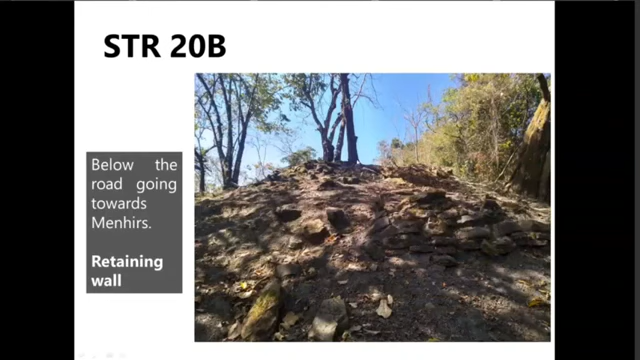 STR 20B
Below the
road going
towards
Menhirs.
Retaining
wall